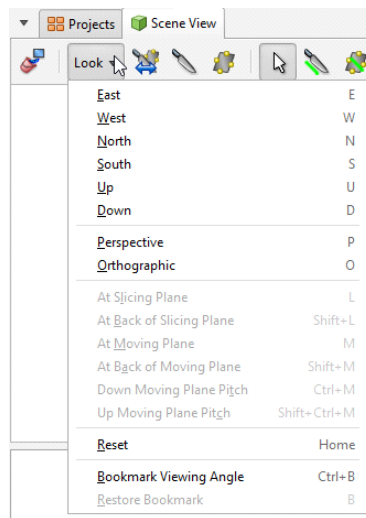 Projects Scene View
Look
East E
West W
North N
South S
Up U
Down D
Perspective P
Orthographic O
At Slicing Plane L
At Back of Slicing Plane Shift+L
At Moving Plane M
At Back of Moving Plane Shift+M
Down Moving Plane Pitch Ctrl+M
Up Moving Plane Pitch Shift+Ctrl+M
Reset Home
Bookmark Viewing Angle Ctrl+B
Restore Bookmark B